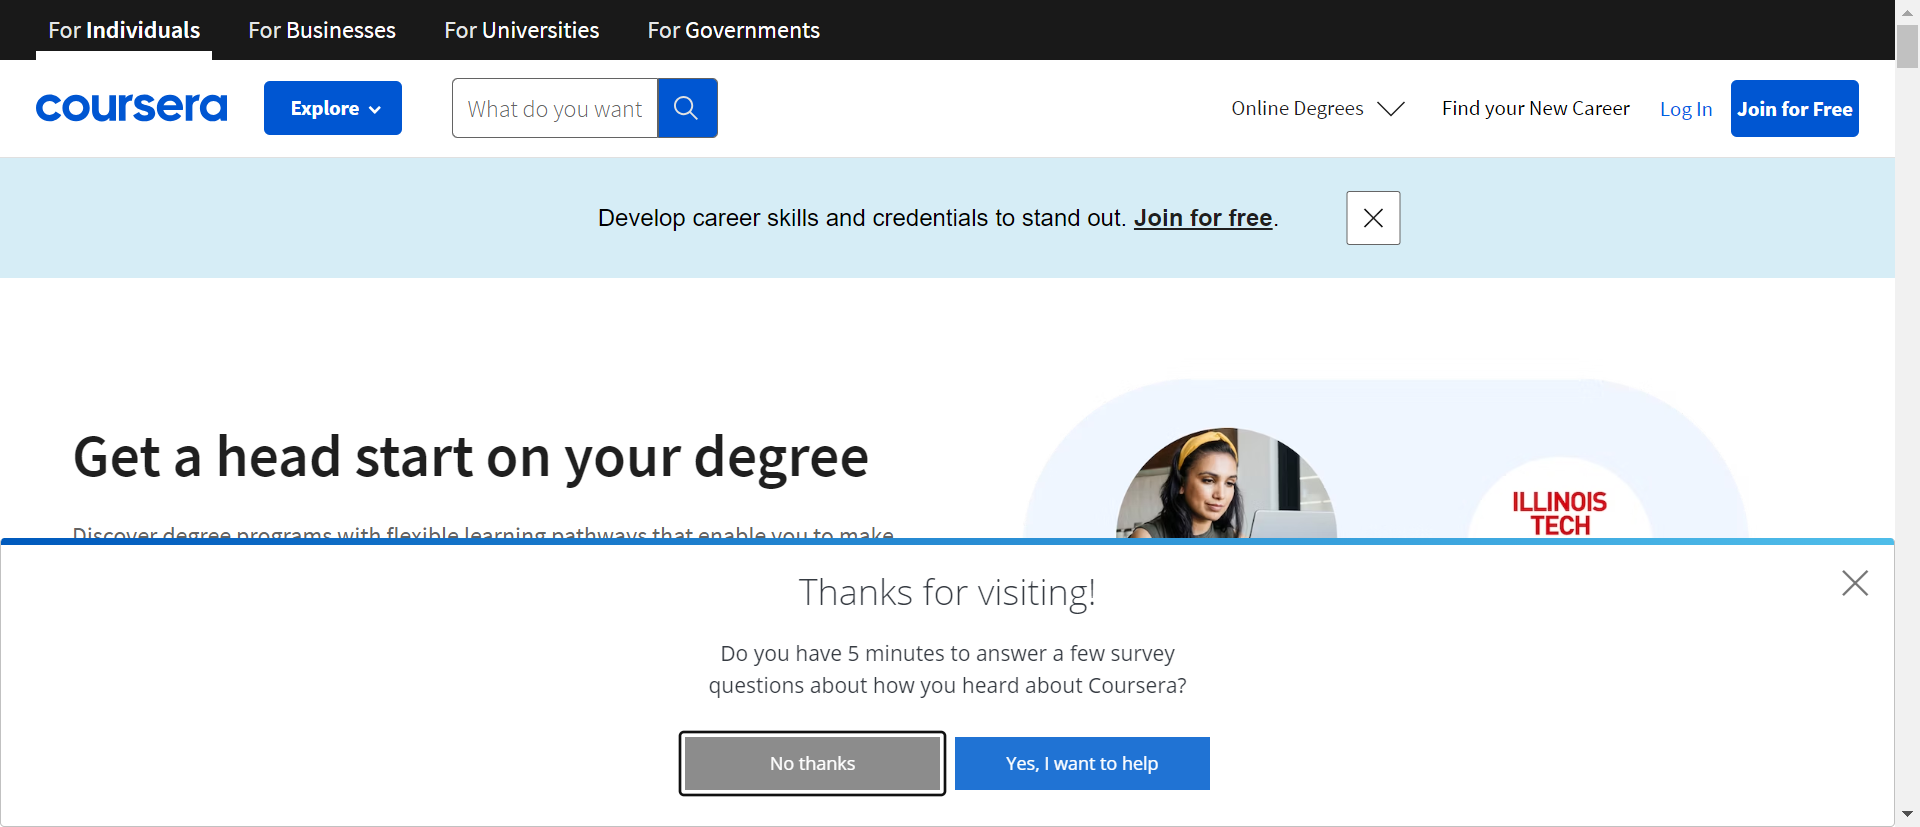 For Individuals For Businesses For Universities For Governments
coursera Explore What do you want Online Degrees Find your New Career Log In Join for Free
Develop career skills and credentials to stand out. Join for free.
Get a head start on your degree
Discover degree programs with flexible learning pathways that enable you to make
ILLINOIS
TECH
Thanks for visiting!
Do you have 5 minutes to answer a few survey
questions about how you heard about Coursera?
No thanks Yes, I want to help